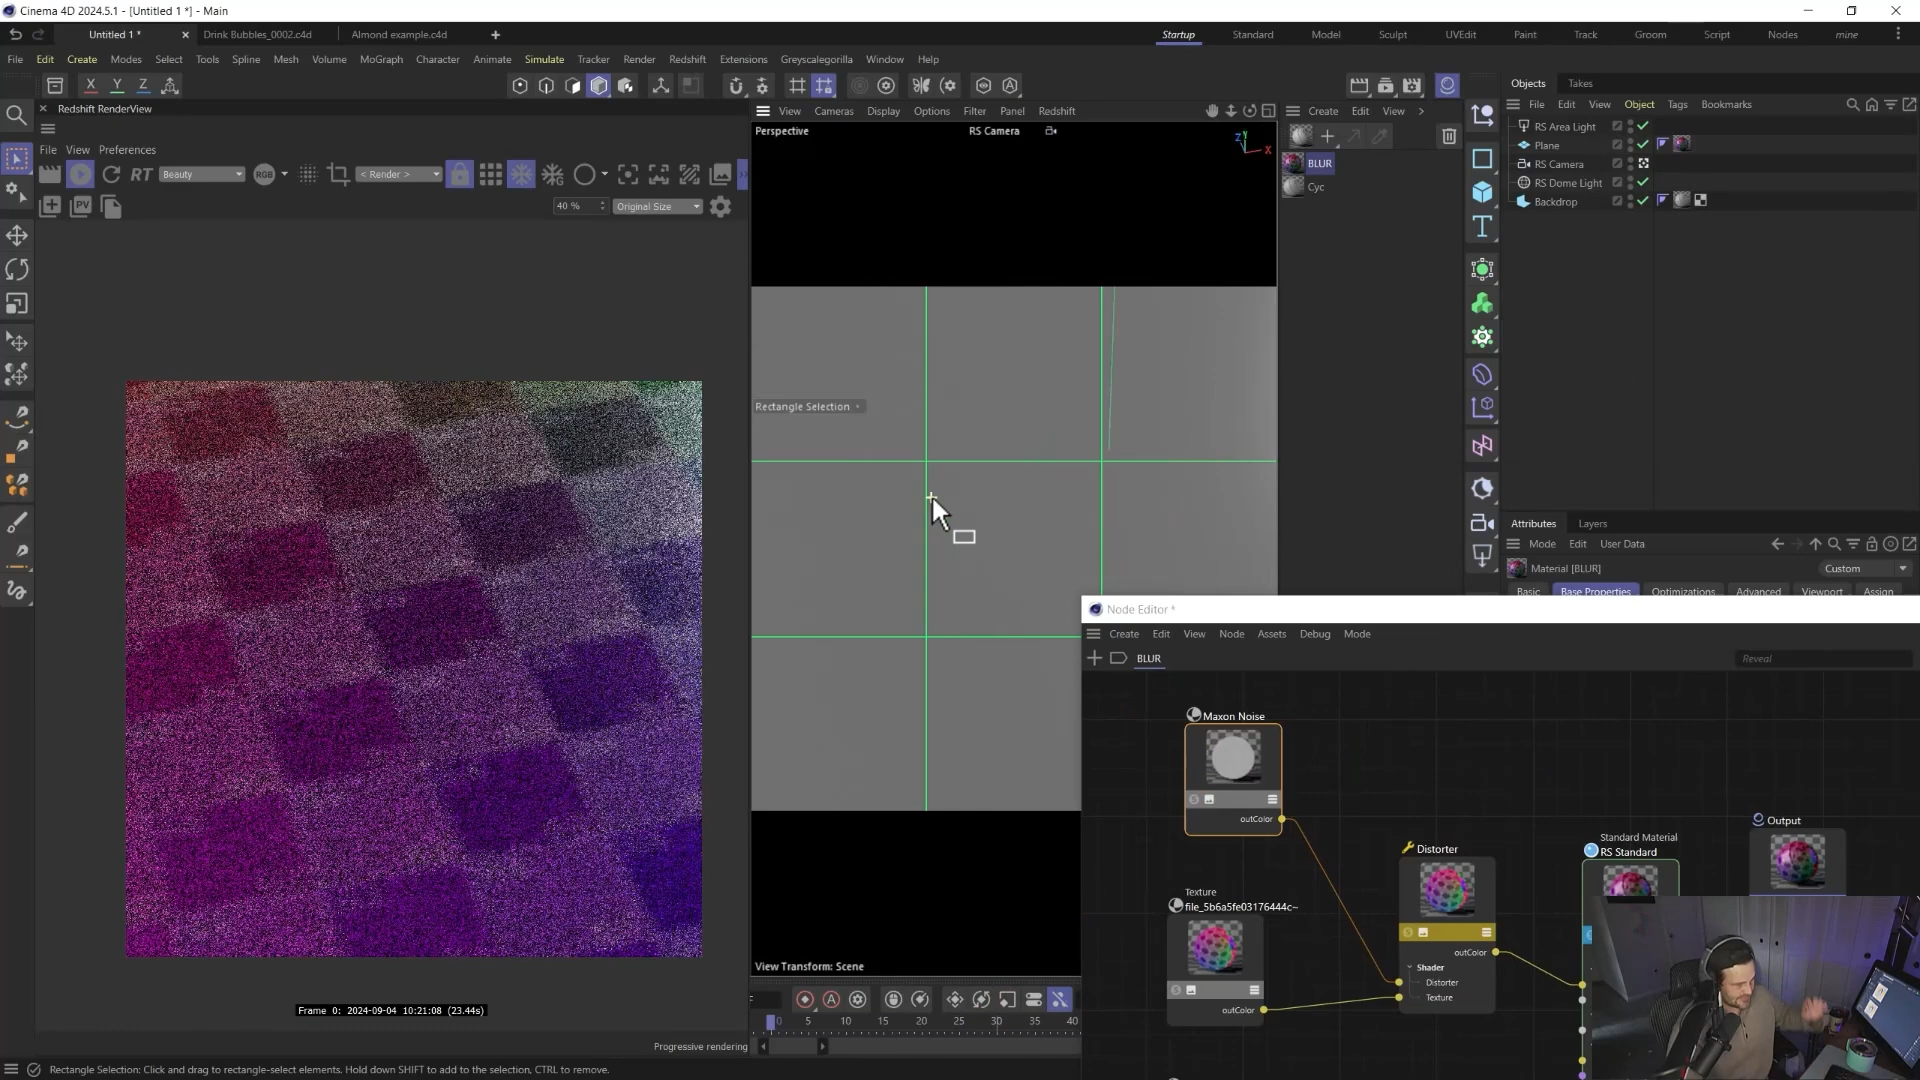 Cinema 4D 2024.5.1 - [Untitled 1 *] - Main
Untitled 1 *
Drink Bubbles_0002.c4d
Almond example.c4d
Startup
Standard
Model
Sculpt
UVEdit
Paint
Track
Groom
Script
Nodes
mine
File Edit Create Modes Select Tools Spline Mesh Volume MoGraph Character Animate Simulate Tracker Render Redshift Extensions Greyscalegorilla Window Help
X Y Z
Objects Takes
Redshift RenderView
View Cameras Display Options Filter Panel Redshift
Create Edit View
File Edit View Object Tags Bookmarks
Perspective
RS Camera
Y
Z
X
File View Preferences
RT
Beauty
RGB
< Render >
PV
40 %
Original Size
BLUR
Cyc
RS Area Light
Plane
RS Camera
RS Dome Light
Backdrop
Rectangle Selection
Attributes Layers
Mode Edit User Data
Material [BLUR]
Custom
Basic Base Properties Optimizations Advanced Viewport Assign
Node Editor *
Create Edit View Node Assets Debug Mode
BLUR
Reveal
Maxon Noise
outColor
Texture
file_5b6a5fe03176444c~
outColor
Distorter
outColor
Shader
Distorter
Texture
Standard Material
RS Standard
Output
View Transform: Scene
F
0 5 10 15 20 25 30 35 40
Frame 0: 2024-09-04 10:21:08 (23.44s)
Progressive rendering
Rectangle Selection: Click and drag to rectangle-select elements. Hold down SHIFT to add to the selection, CTRL to remove.